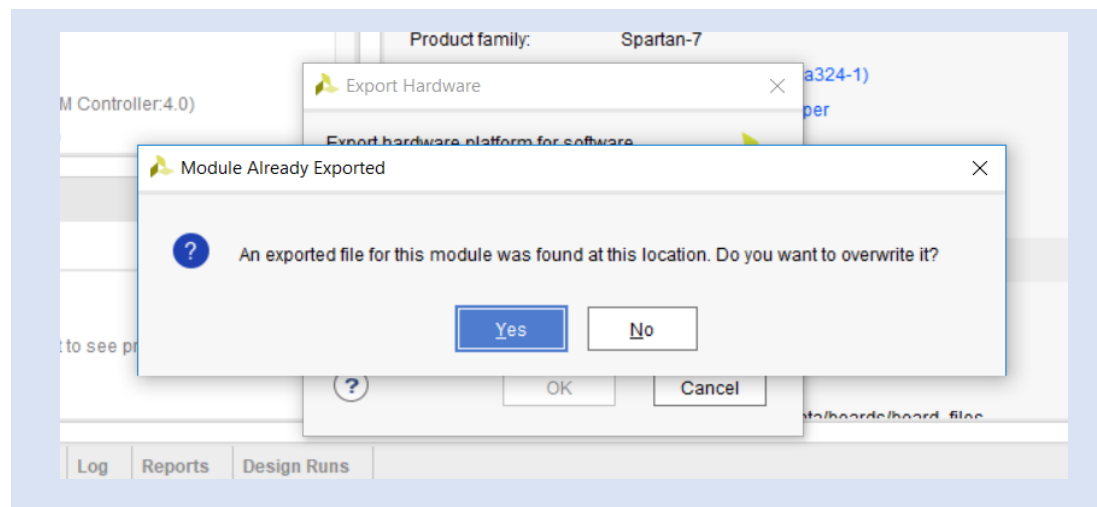 Product family: Spartan-7
a324-1)
Export Hardware
M Controller:4.0)
per
Export hardware platform for software
Module Already Exported
?
An exported file for this module was found at this location. Do you want to overwrite it?
Yes No
t to see pr
? OK Cancel
ta/boards/board_files
Log Reports Design Runs